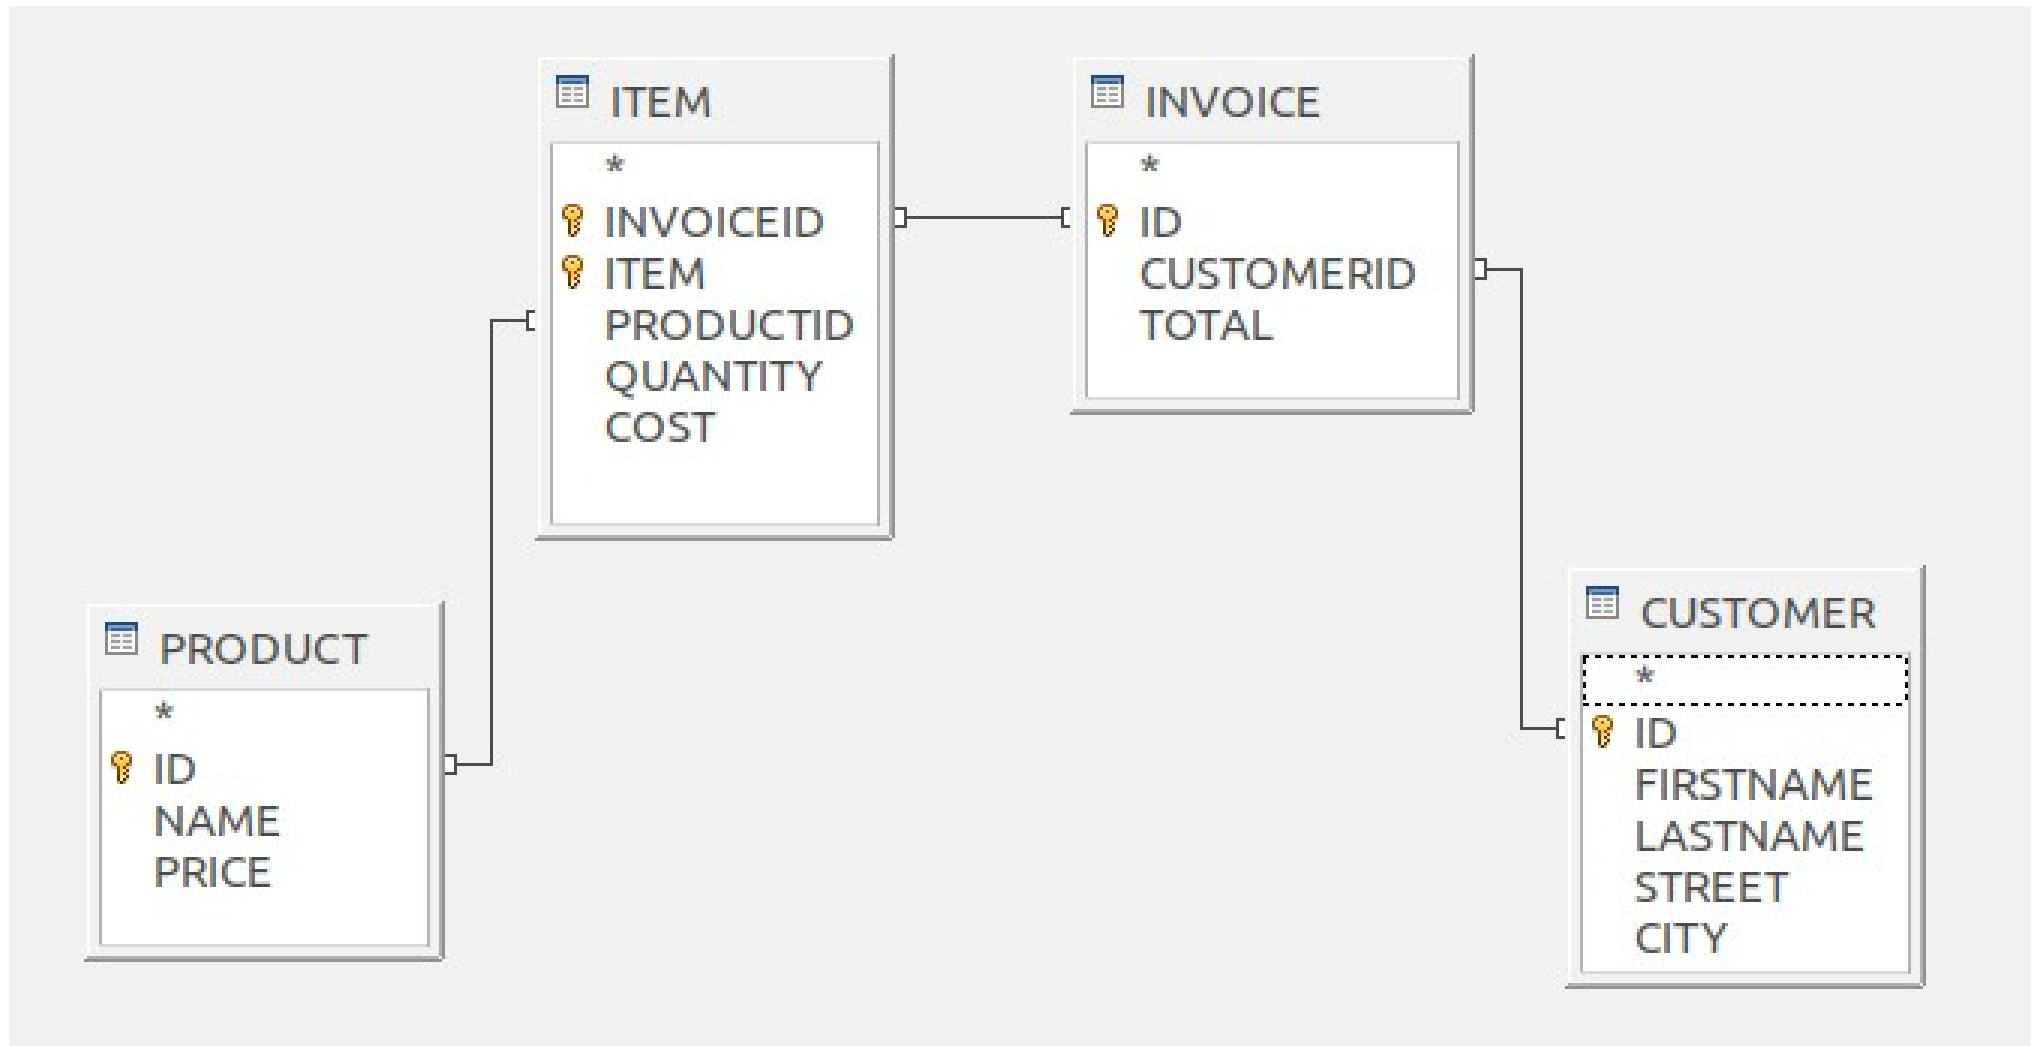 ITEM
*
INVOICEID
ITEM
PRODUCTID
QUANTITY
COST
INVOICE
*
ID
CUSTOMERID
TOTAL
PRODUCT
*
ID
NAME
PRICE
CUSTOMER
*
ID
FIRSTNAME
LASTNAME
STREET
CITY